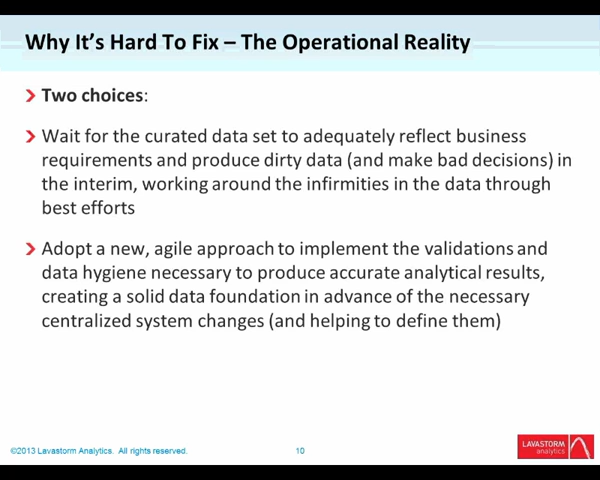 Why It's Hard To Fix – The Operational Reality
Two choices:
Wait for the curated data set to adequately reflect business
requirements and produce dirty data (and make bad decisions) in
the interim, working around the infirmities in the data through
best efforts
Adopt a new, agile approach to implement the validations and
data hygiene necessary to produce accurate analytical results,
creating a solid data foundation in advance of the necessary
centralized system changes (and helping to define them)
©2013 Lavastorm Analytics. All rights reserved.
10
LAVASTORM
analytics